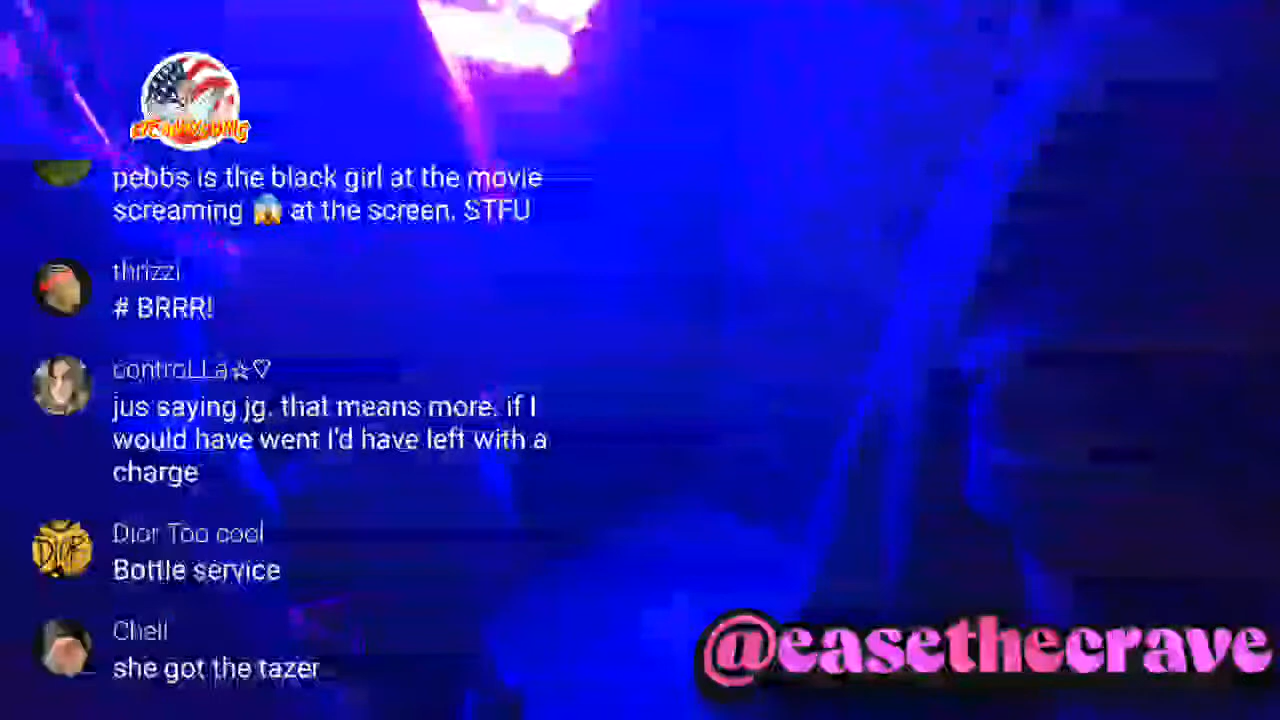 pebbs is the black girl at the movie
screaming 😱 at the screen. STFU
thrizzi
# BRRR!
controLLa☆♡
jus saying jg. that means more. if I
would have went I'd have left with a
charge
Dior Too cool
DIOR
Bottle service
Chell
she got the tazer
@easethecrave